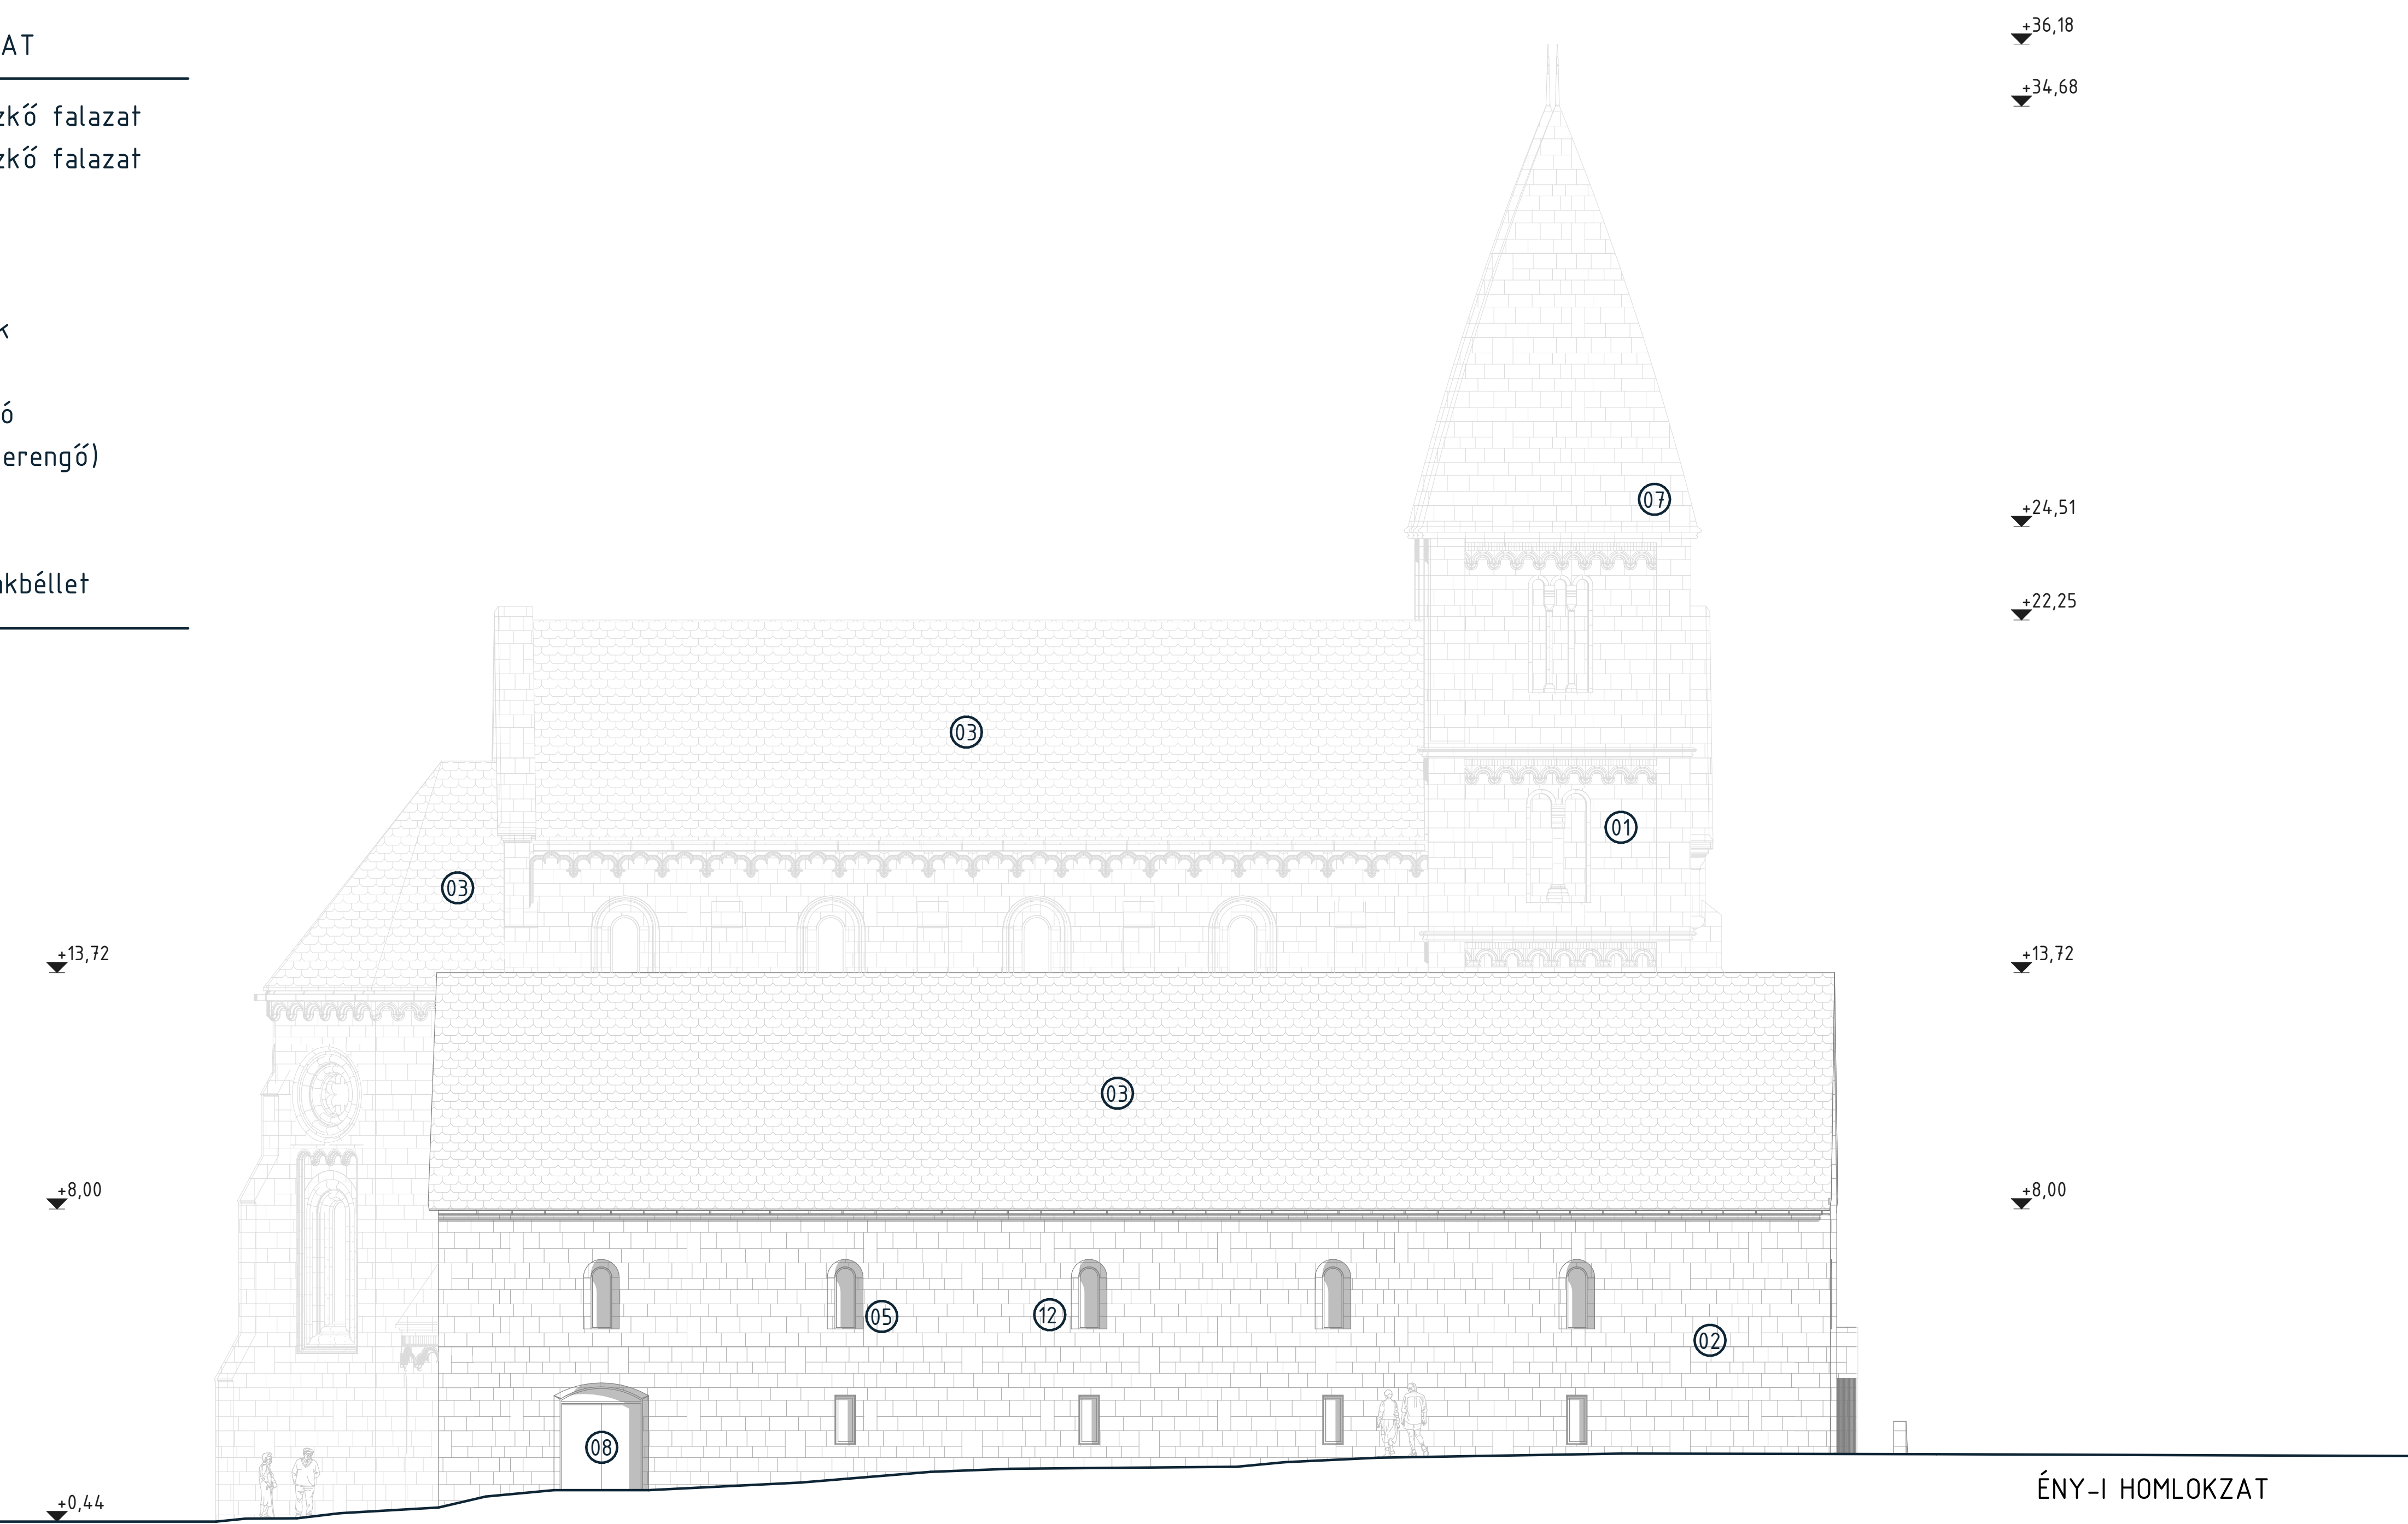 AT
zkő falazat
zkő falazat
k
ó
erengő)
kbéllet
+36,18
+34,68
+24,51
+22,25
+13,72
+13,72
+8,00
+8,00
+0,44
07
03
01
03
03
05
12
02
08
ÉNY-I HOMLOKZAT